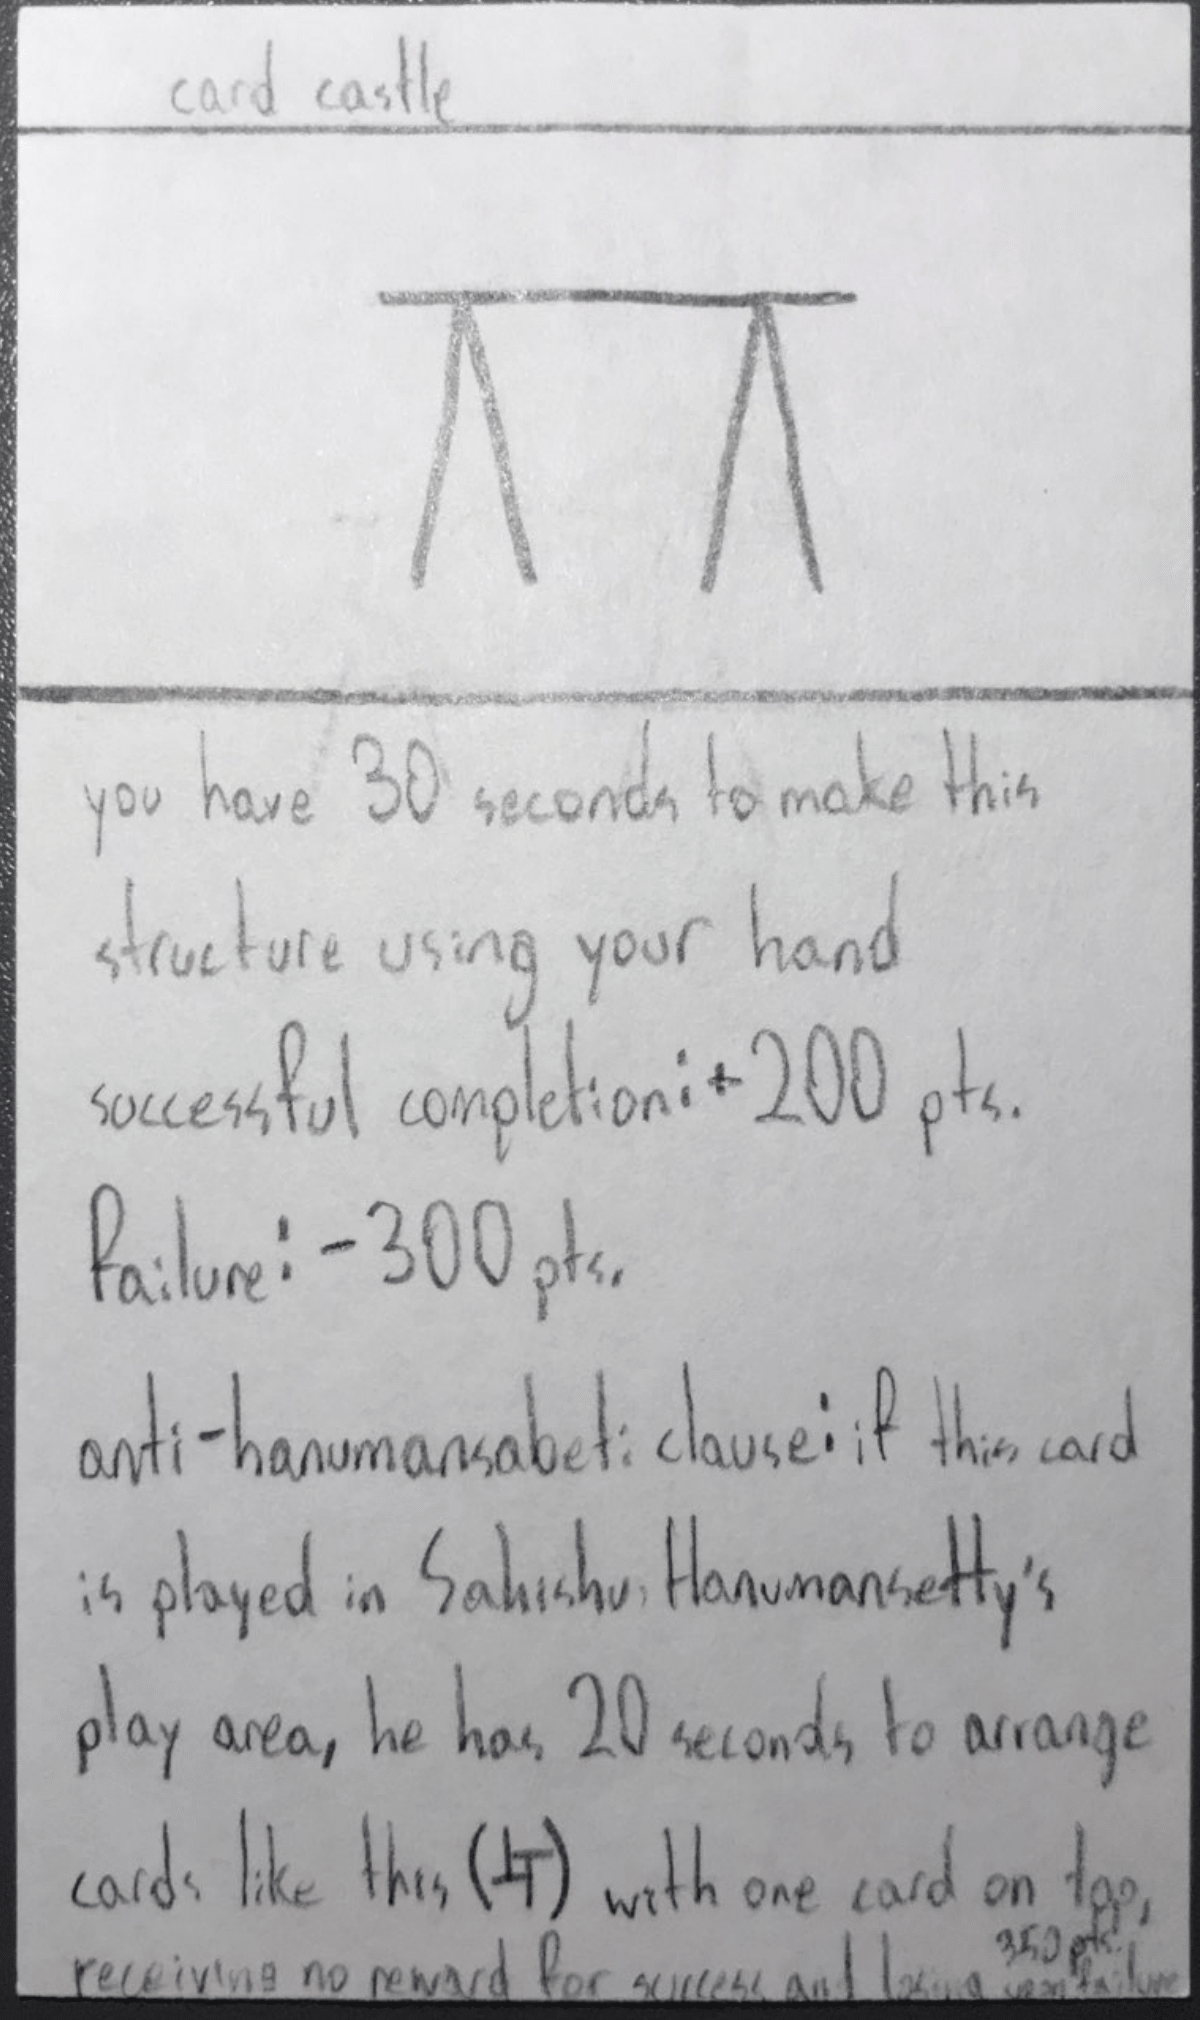 card castle
you have 30 seconds to make this
structure using your hand
successful completion: +200 pts.
failure: -300 pts.
anti-hanumansabet: clause: if this card
is played in Sahishu Hanumansetty's
play area, he has 20 seconds to arrange
cards like this ( ) with one card on top,
350 pts.
receiving no reward for success and losing upon failure